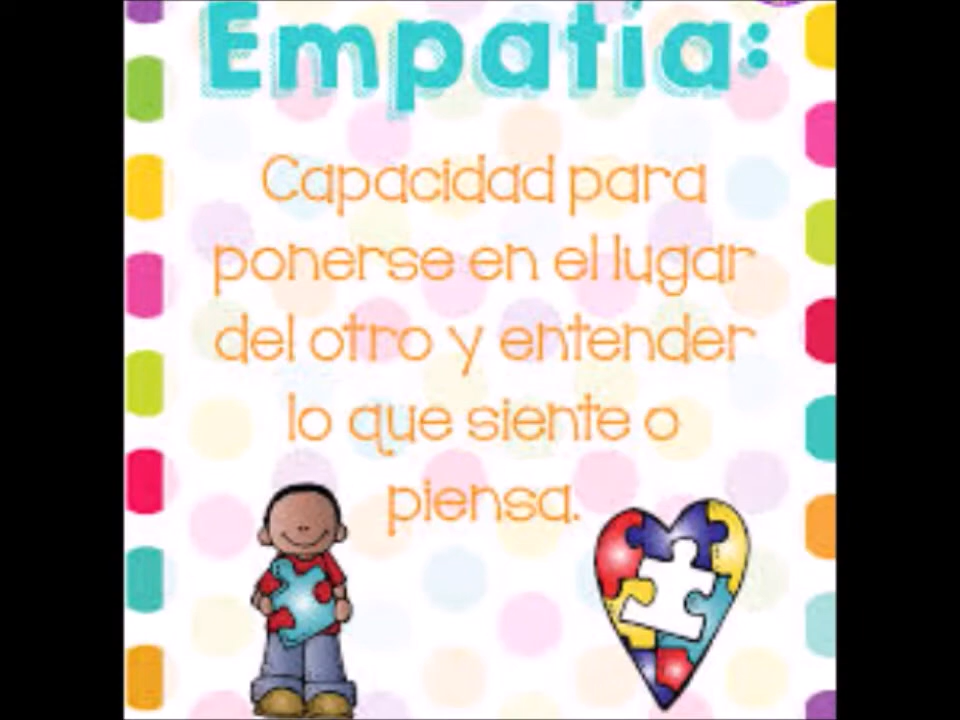 Empatía:
Capacidad para
ponerse en el lugar
del otro y entender
lo que siente o
piensa.